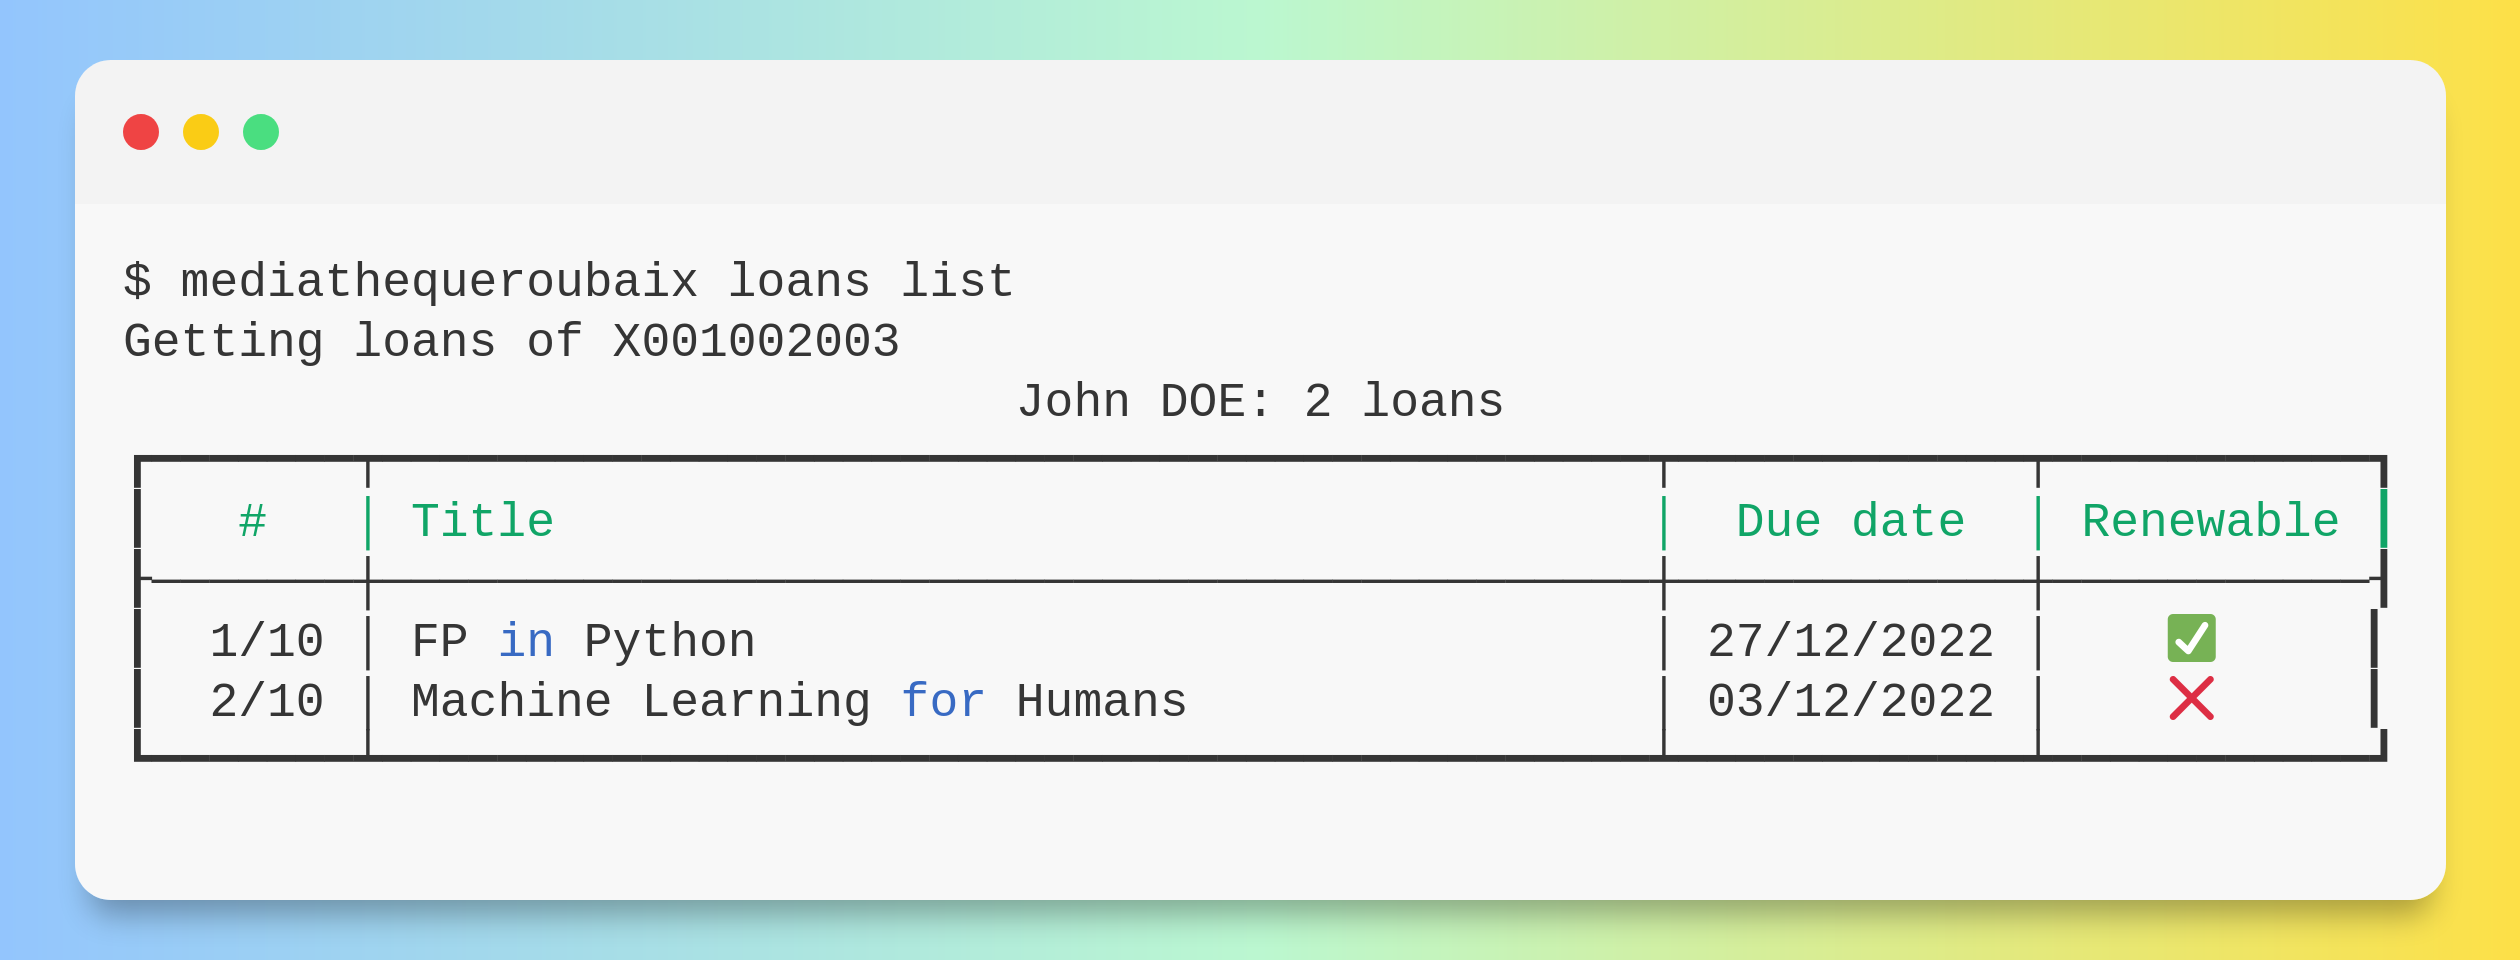 $ mediathequeroubaix loans list
Getting loans of X001002003
John DOE: 2 loans
# Title Due date Renewable
1/10 FP in Python 27/12/2022 ✅
2/10 Machine Learning for Humans 03/12/2022 ❌